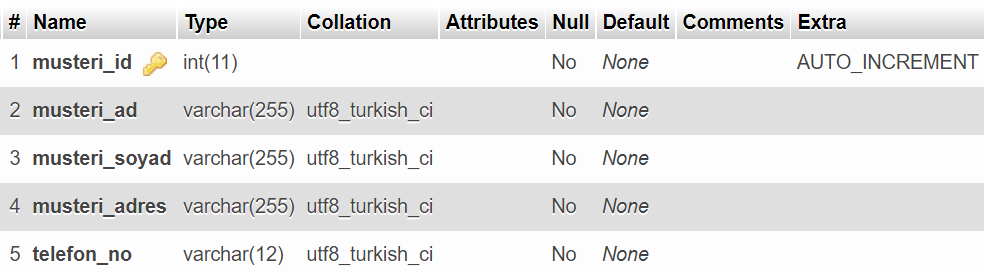 # Name Type Collation Attributes Null Default Comments Extra
1 musteri_id int(11) No None AUTO_INCREMENT
2 musteri_ad varchar(255) utf8_turkish_ci No None
3 musteri_soyad varchar(255) utf8_turkish_ci No None
4 musteri_adres varchar(255) utf8_turkish_ci No None
5 telefon_no varchar(12) utf8_turkish_ci No None